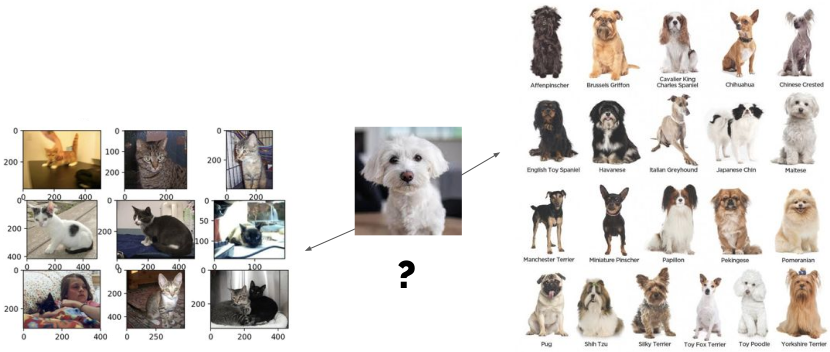 Affenpinscher Brussels Griffon Cavalier King Charles Spaniel Chihuahua Chinese Crested
English Toy Spaniel Havanese Italian Greyhound Japanese Chin Maltese
Manchester Terrier Miniature Pinscher Papillon Pekingese Pomeranian
Pug Shih Tzu Silky Terrier Toy Fox Terrier Toy Poodle Yorkshire Terrier
0 0 0
200 100 200
200
0 200 400 0 100 0 200
0 0 0
200 200 50
400 100
0 200 400 0 200 400 0 100
0 0 0
200 200 200
400
0 200 400 0 250 0 200 400
?